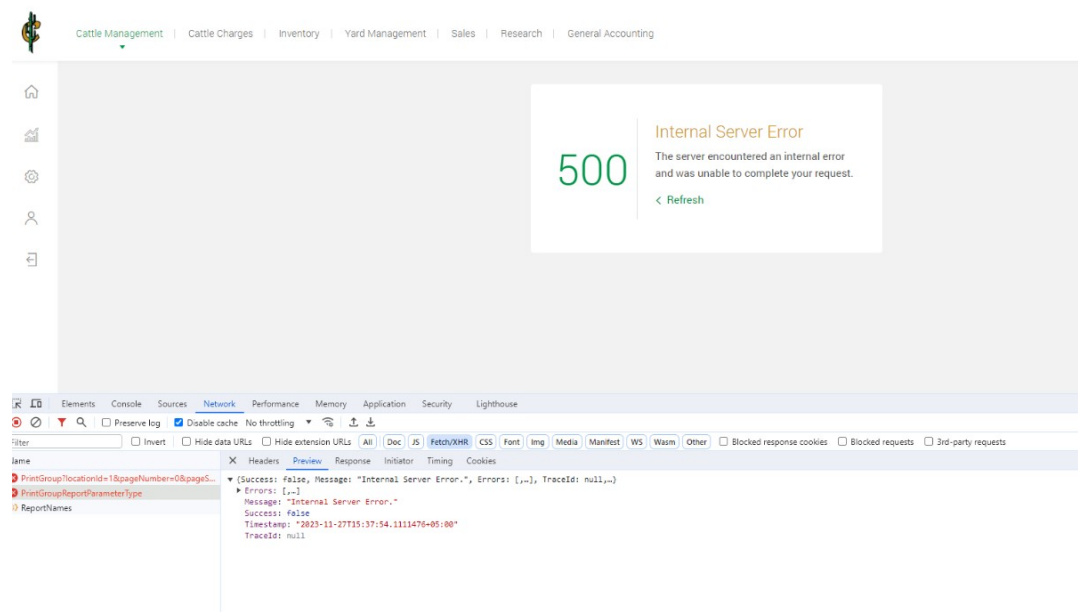 Cattle Management | Cattle Charges | Inventory | Yard Management | Sales | Research | General Accounting
500
Internal Server Error
The server encountered an internal error
and was unable to complete your request.
< Refresh
Elements Console Sources Network Performance Memory Application Security Lighthouse
Preserve log Disable cache No throttling
Filter Invert Hide data URLs Hide extension URLs All Doc JS Fetch/XHR CSS Font Img Media Manifest WS Wasm Other Blocked response cookies Blocked requests 3rd-party requests
Name Headers Preview Response Initiator Timing Cookies
PrintGroup?locationId=1&pageNumber=0&pageS...
PrintGroupReportParameterType
ReportNames
{Success: false, Message: "Internal Server Error.", Errors: [,…], TraceId: null,…}
Errors: [,…]
Message: "Internal Server Error."
Success: false
Timestamp: "2023-11-27T15:37:54.1111476+05:00"
TraceId: null